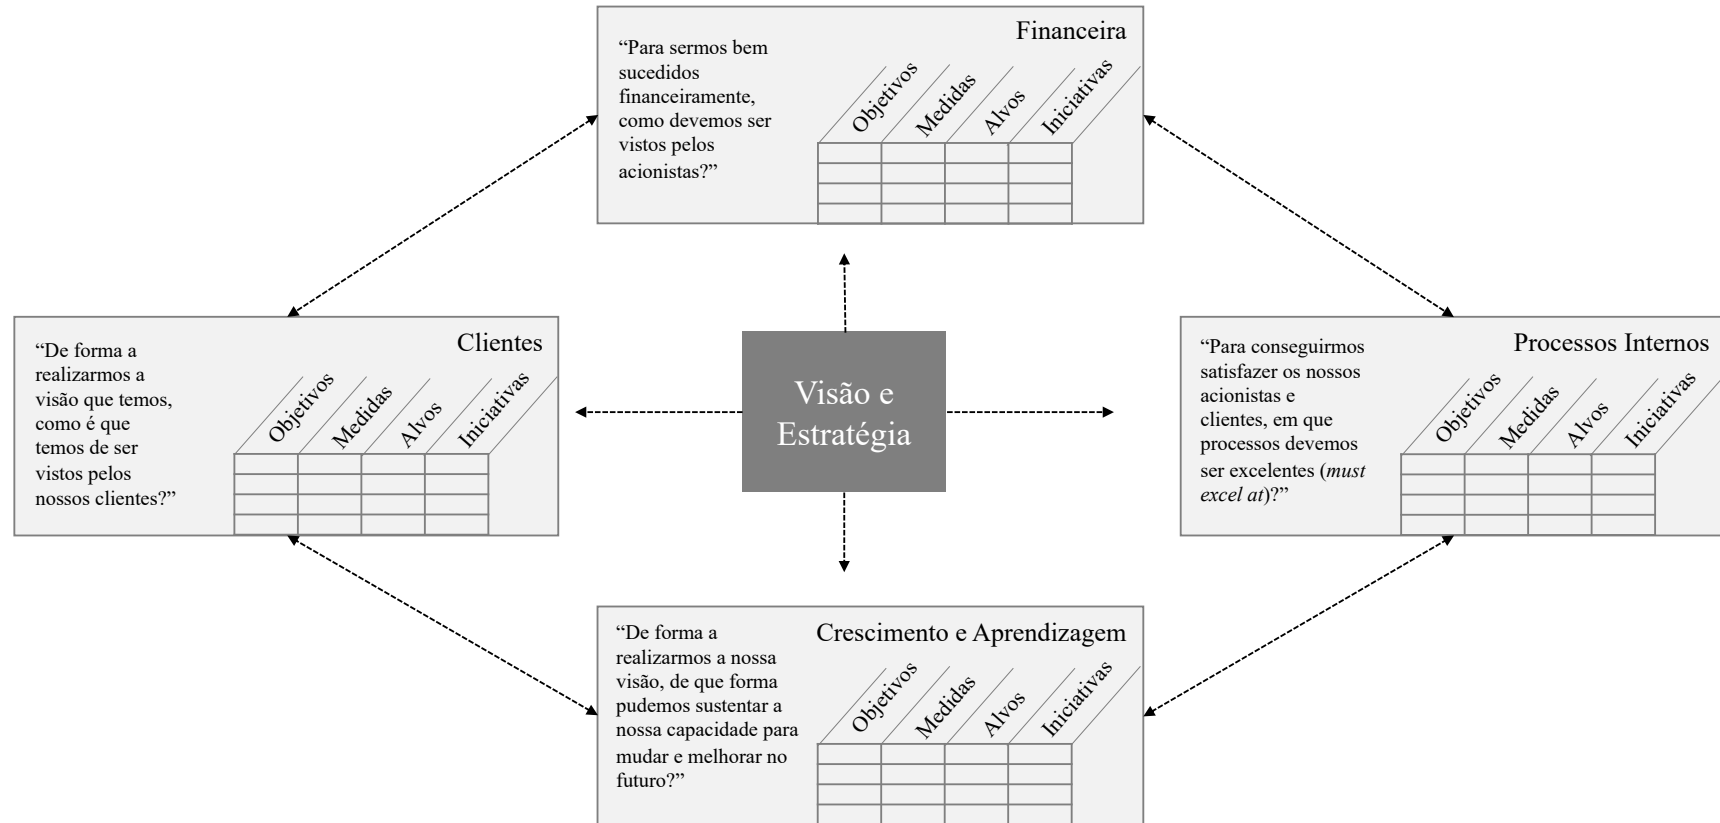 Financeira
“Para sermos bem
sucedidos
financeiramente,
como devemos ser
vistos pelos
acionistas?”
Objetivos
Medidas
Alvos
Iniciativas
Clientes
“De forma a
realizarmos a
visão que temos,
como é que
temos de ser
vistos pelos
nossos clientes?”
Objetivos
Medidas
Alvos
Iniciativas
Visão e
Estratégia
Processos Internos
“Para conseguirmos
satisfazer os nossos
acionistas e
clientes, em que
processos devemos
ser excelentes (must
excel at)?”
Objetivos
Medidas
Alvos
Iniciativas
Crescimento e Aprendizagem
“De forma a
realizarmos a nossa
visão, de que forma
pudemos sustentar a
nossa capacidade para
mudar e melhorar no
futuro?”
Objetivos
Medidas
Alvos
Iniciativas